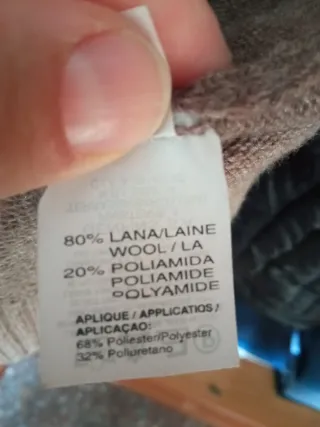 80% LANA/LAINE
WOOL / LA
20% POLIAMIDA
POLIAMIDE
POLYAMIDE
APLIQUE / APPLICATIOS /
APLICAÇAO:
68% Poliester/Polyester
32% Poliuretano